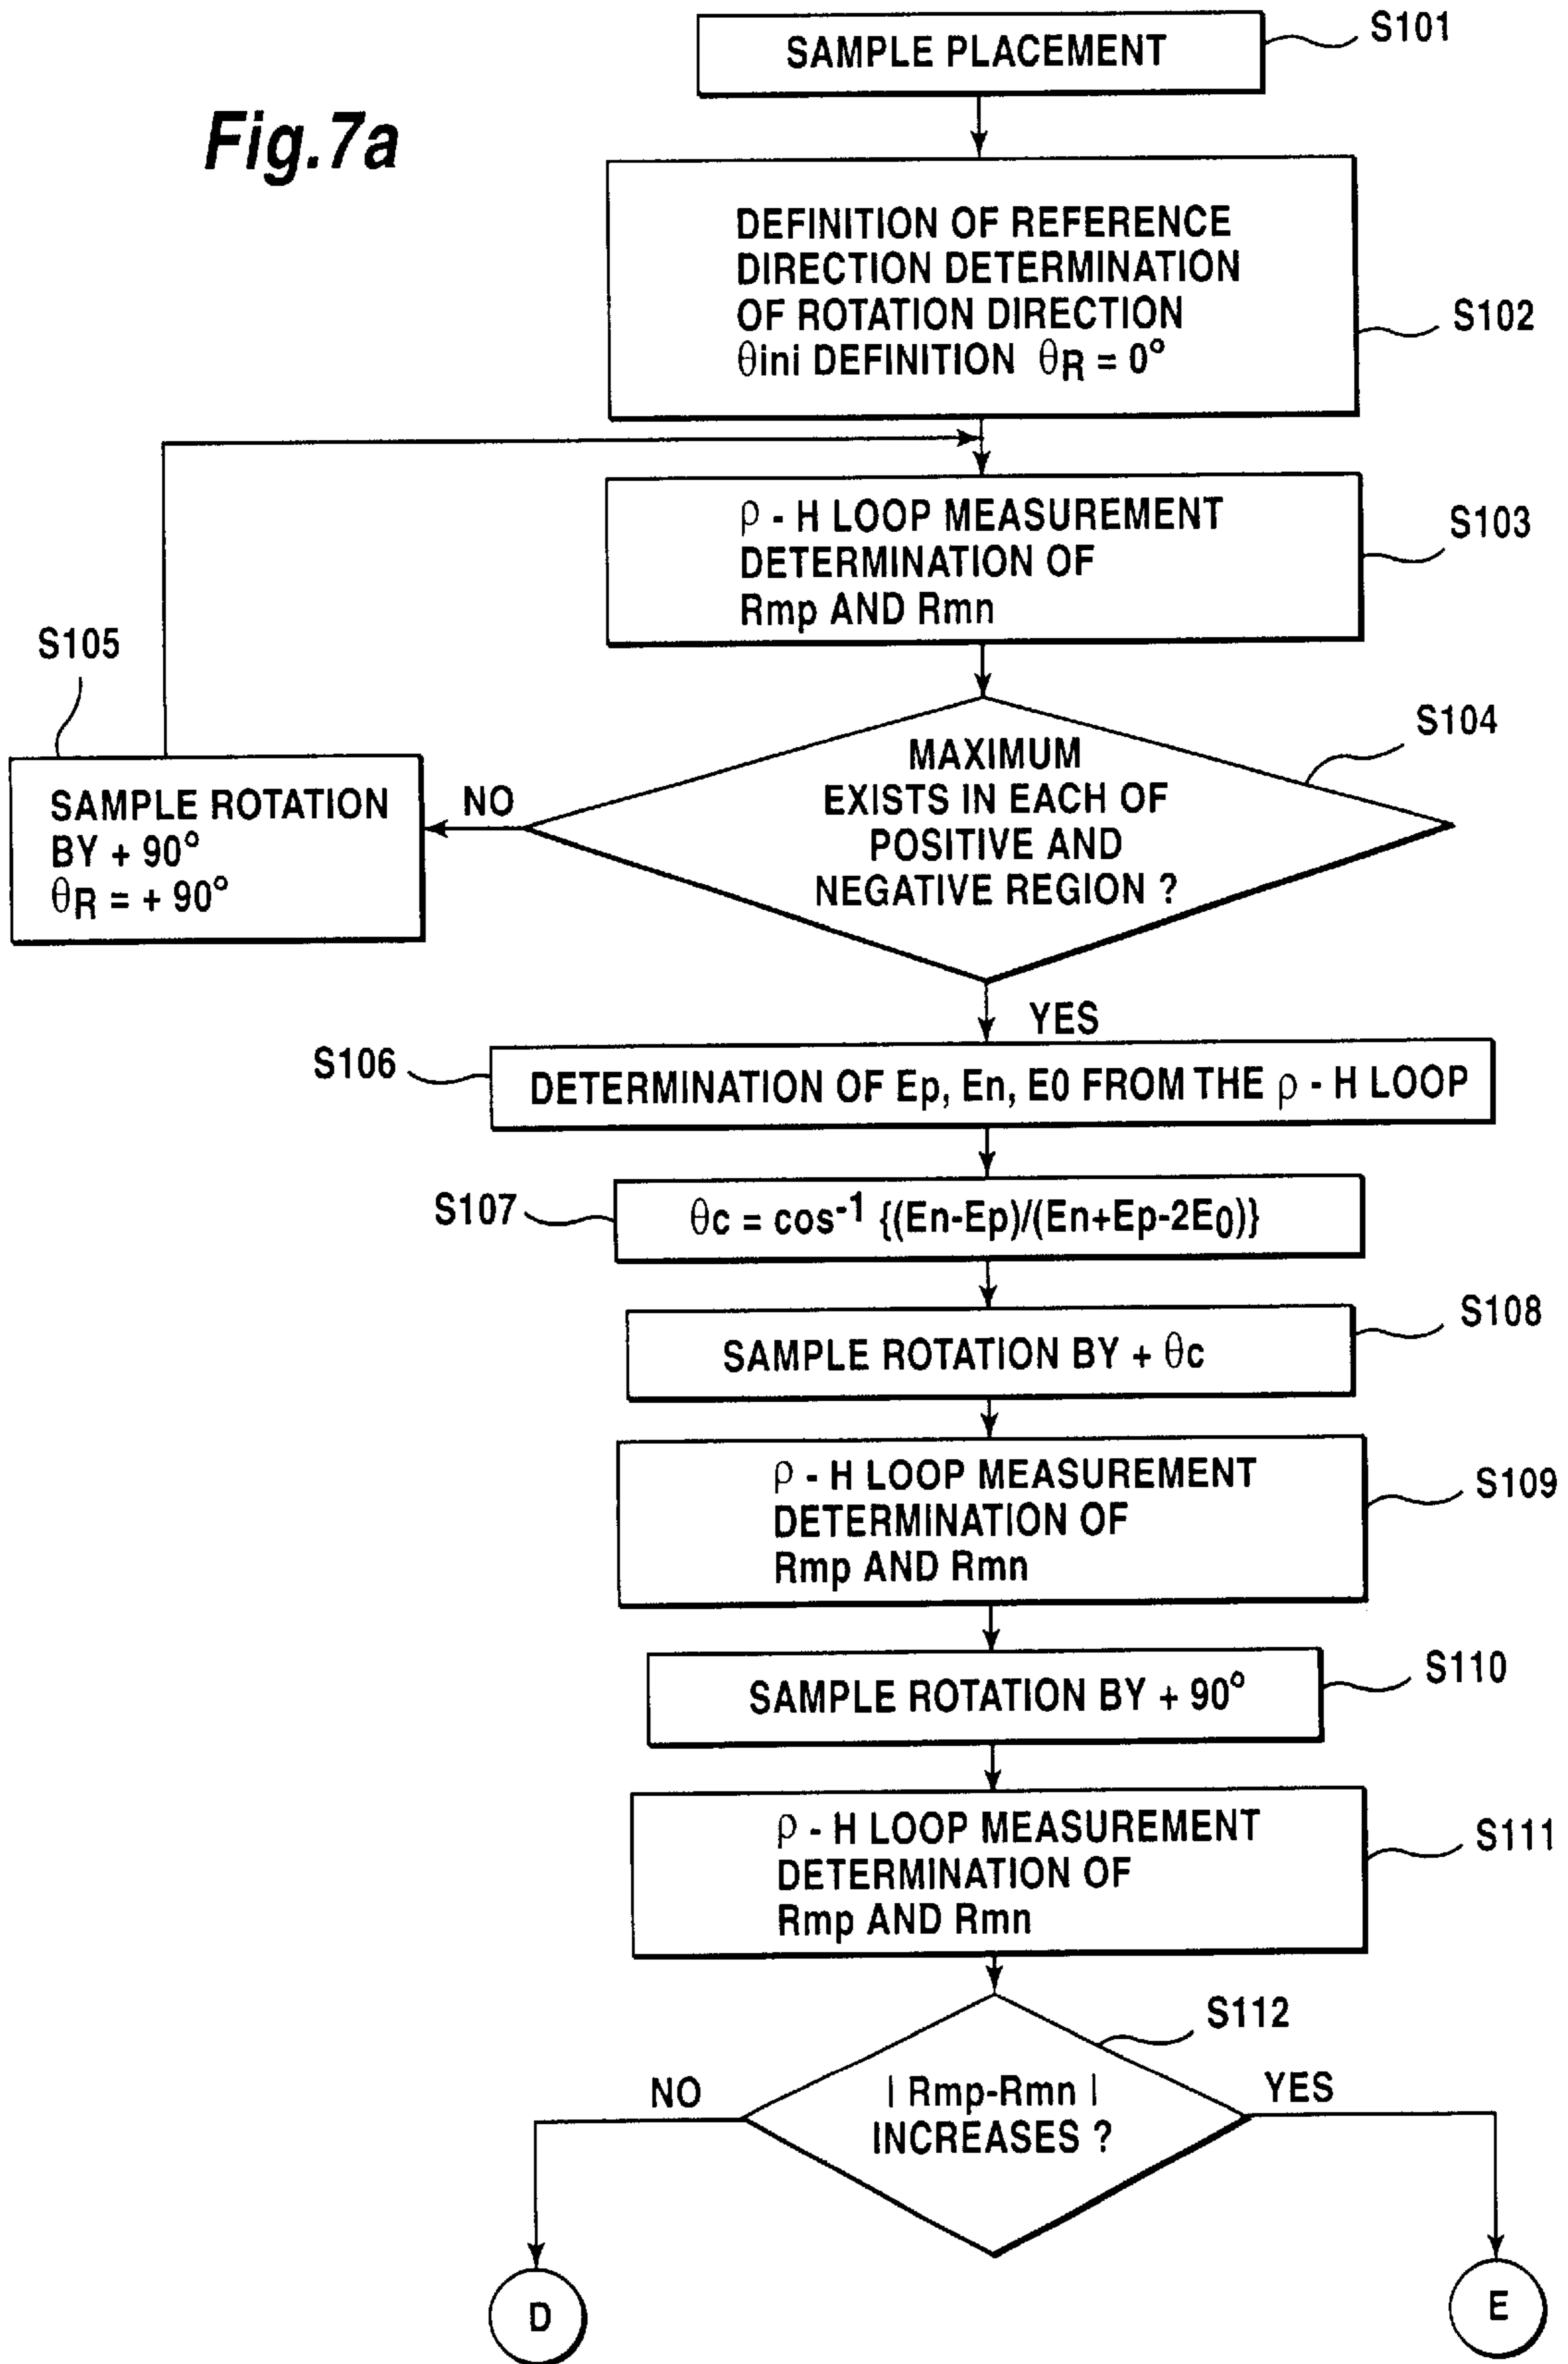 Fig.7a
SAMPLE PLACEMENT
S101
DEFINITION OF REFERENCE
DIRECTION DETERMINATION
OF ROTATION DIRECTION
θini DEFINITION θR = 0°
S102
ρ - H LOOP MEASUREMENT
DETERMINATION OF
Rmp AND Rmn
S103
S105
SAMPLE ROTATION
BY + 90°
θR = + 90°
NO
MAXIMUM
EXISTS IN EACH OF
POSITIVE AND
NEGATIVE REGION ?
S104
YES
S106
DETERMINATION OF Ep, En, E0 FROM THE ρ - H LOOP
S107
θc = cos-1 {(En-Ep)/(En+Ep-2E0)}
SAMPLE ROTATION BY + θc
S108
ρ - H LOOP MEASUREMENT
DETERMINATION OF
Rmp AND Rmn
S109
SAMPLE ROTATION BY + 90°
S110
ρ - H LOOP MEASUREMENT
DETERMINATION OF
Rmp AND Rmn
S111
S112
NO
| Rmp-Rmn |
INCREASES ?
YES
D
E